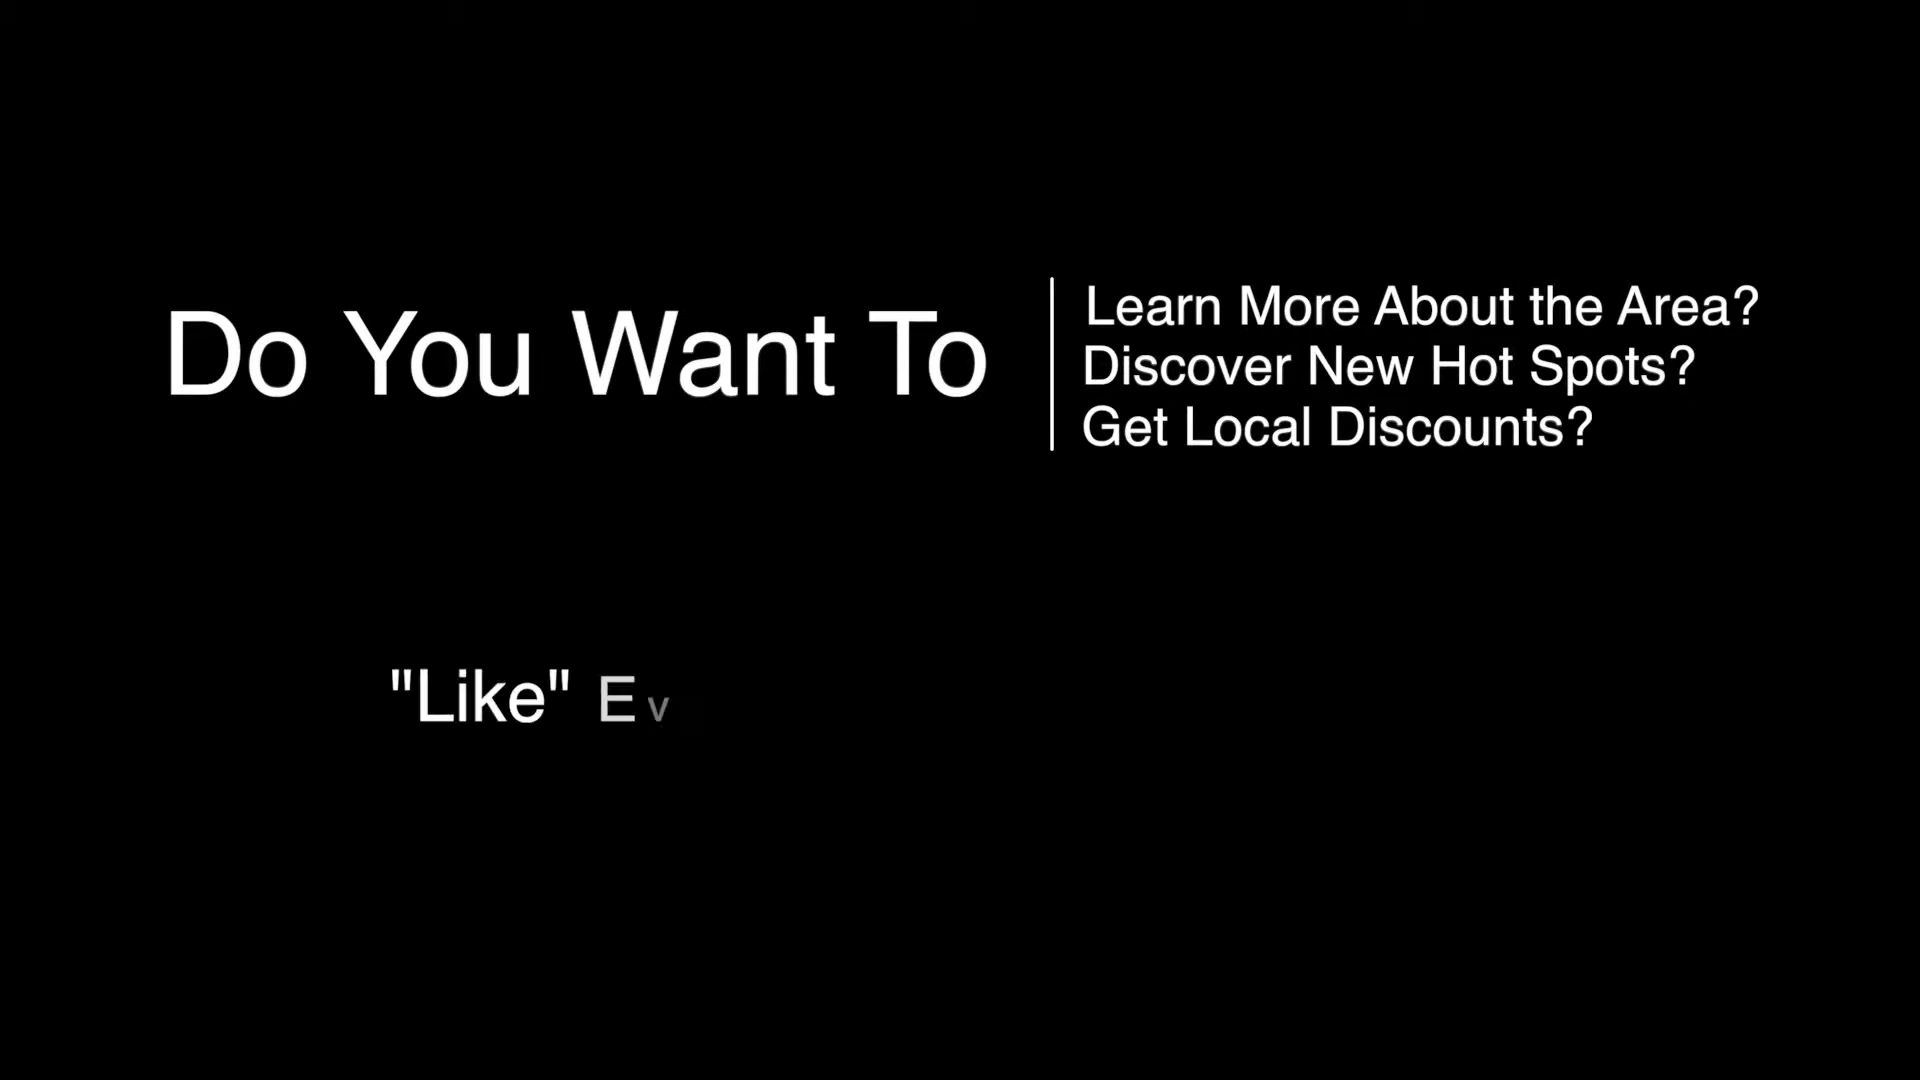 Do You Want To
Learn More About the Area?
Discover New Hot Spots?
Get Local Discounts?
"Like" Ev